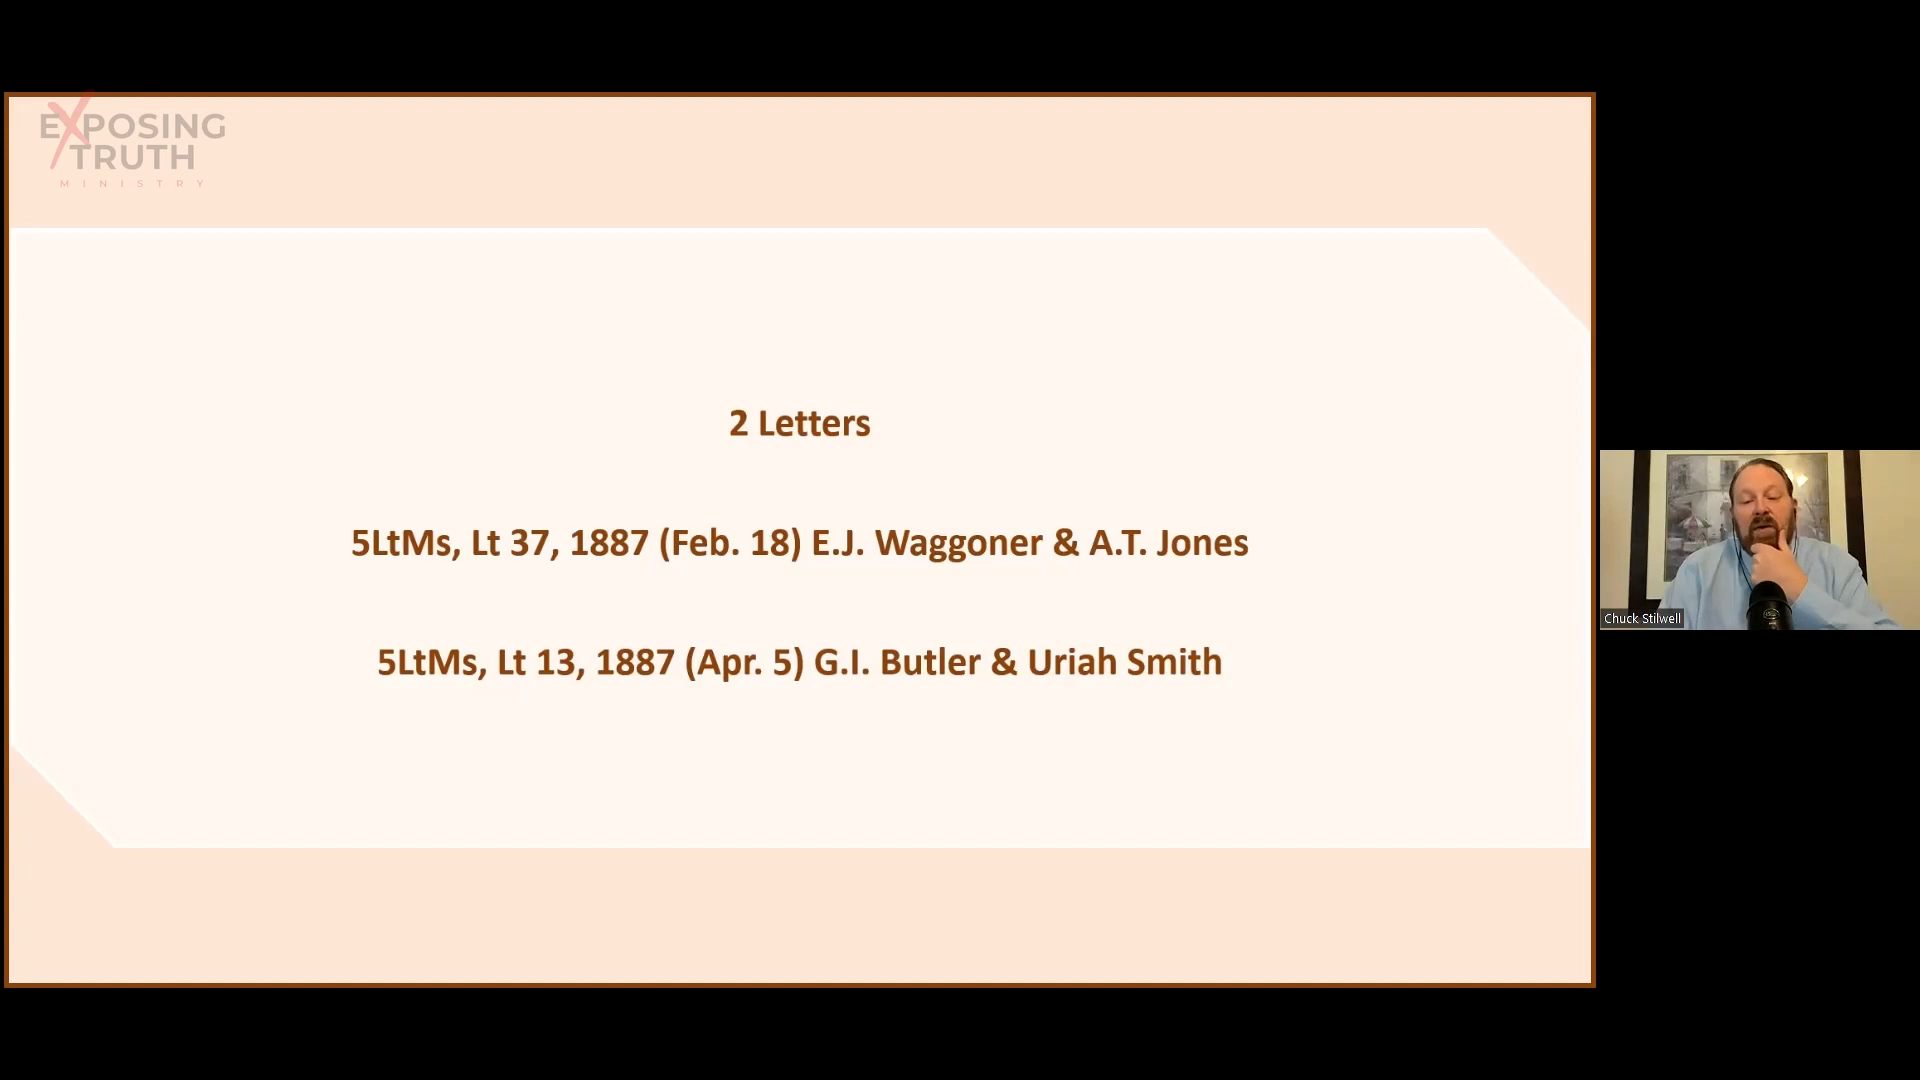 EXPOSING
TRUTH
MINISTRY
2 Letters
5LtMs, Lt 37, 1887 (Feb. 18) E.J. Waggoner & A.T. Jones
5LtMs, Lt 13, 1887 (Apr. 5) G.I. Butler & Uriah Smith
Chuck Stilwell